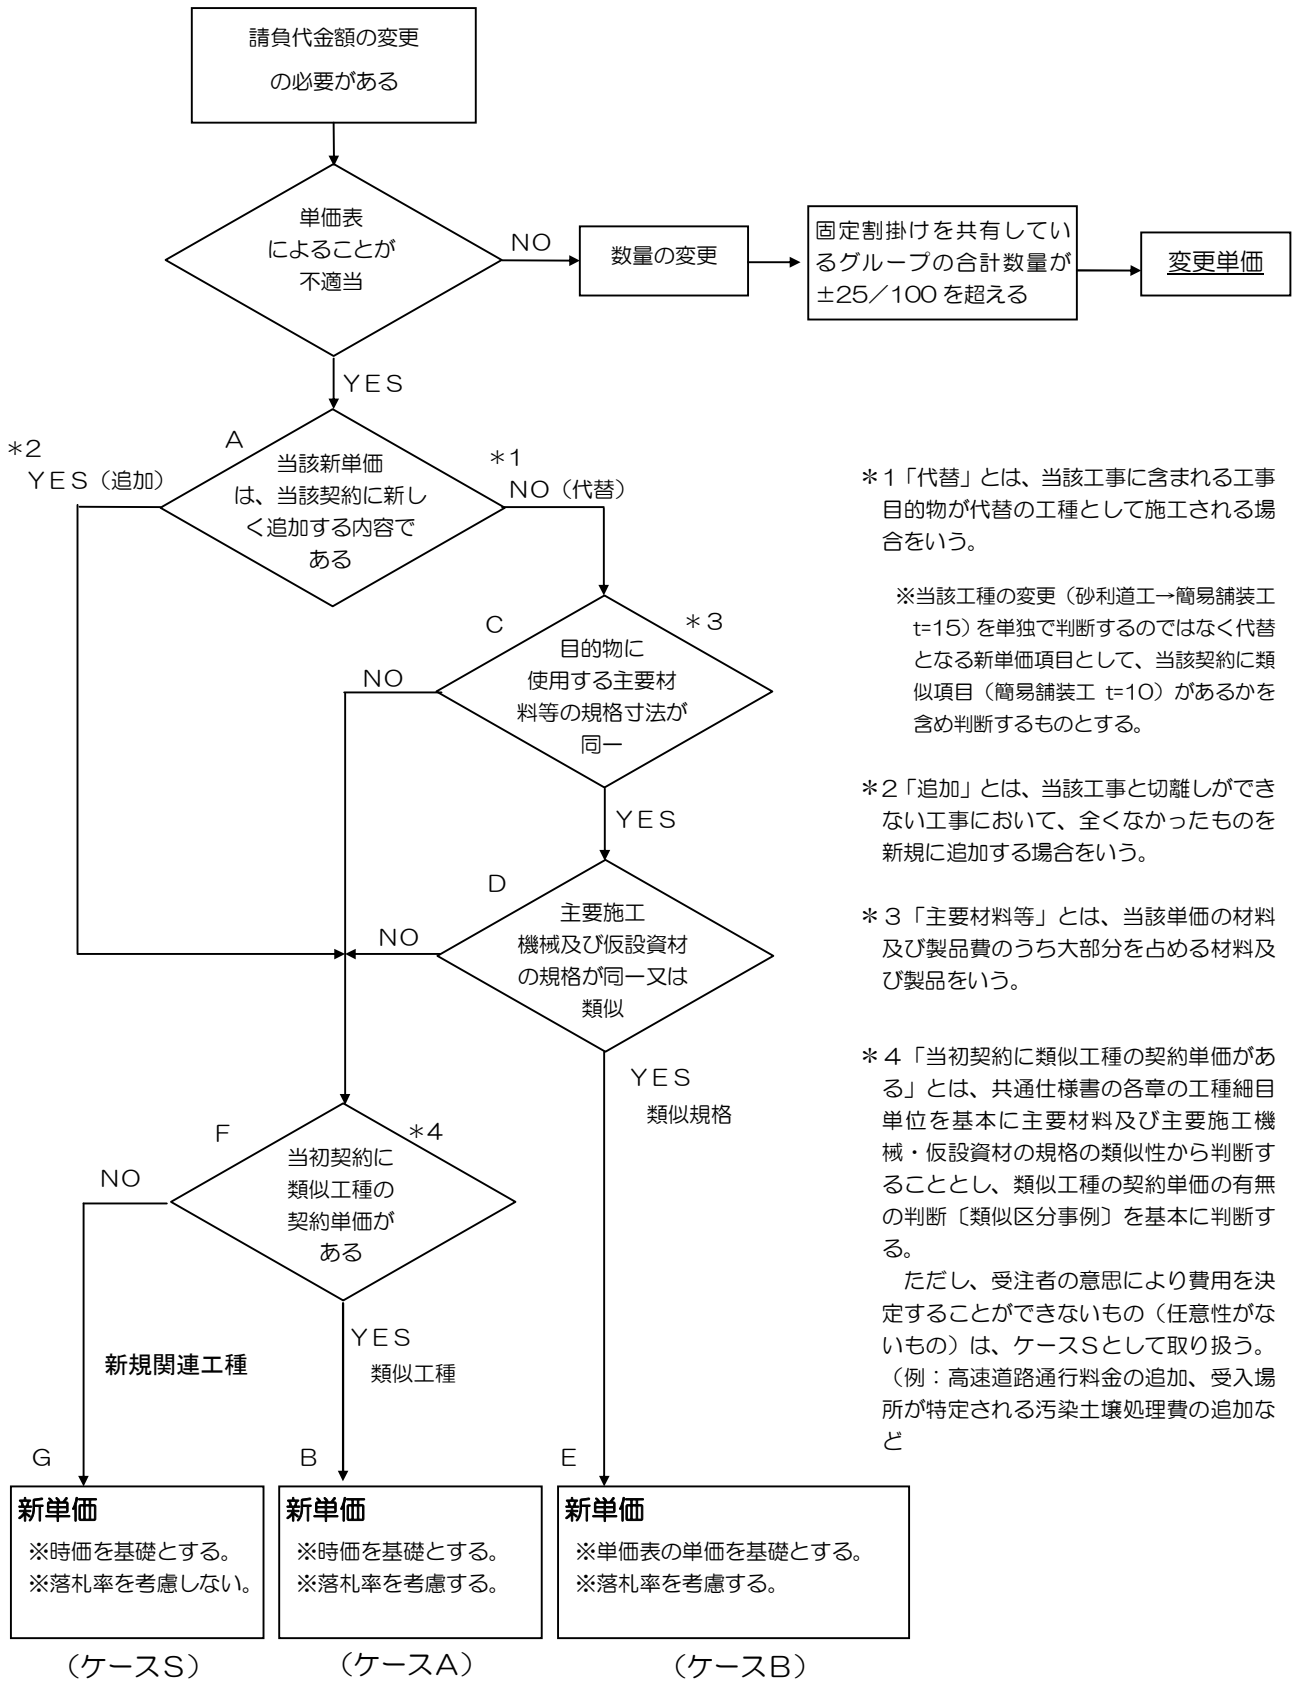 請負代金額の変更
の必要がある
単価表
によることが
不適当
NO
数量の変更
固定割掛けを共有してい
るグループの合計数量が
±25／100 を超える
変更単価
YES
A
＊2
YES（追加）
当該新単価
は、当該契約に新し
く追加する内容で
ある
＊1
NO（代替）
C
＊3
目的物に
使用する主要材
料等の規格寸法が
同一
NO
YES
D
主要施工
機械及び仮設資材
の規格が同一又は
類似
NO
YES
類似規格
F
＊4
当初契約に
類似工種の
契約単価が
ある
NO
新規関連工種
YES
類似工種
G
新単価
※時価を基礎とする。
※落札率を考慮しない。
（ケースS）
B
新単価
※時価を基礎とする。
※落札率を考慮する。
（ケースA）
E
新単価
※単価表の単価を基礎とする。
※落札率を考慮する。
（ケースB）
＊1「代替」とは、当該工事に含まれる工事
目的物が代替の工種として施工される場
合をいう。
※当該工種の変更（砂利道工→簡易舗装工
t=15）を単独で判断するのではなく代替
となる新単価項目として、当該契約に類
似項目（簡易舗装工 t=10）があるかを
含め判断するものとする。
＊2「追加」とは、当該工事と切離しができ
ない工事において、全くなかったものを
新規に追加する場合をいう。
＊3「主要材料等」とは、当該単価の材料
及び製品費のうち大部分を占める材料及
び製品をいう。
＊4「当初契約に類似工種の契約単価があ
る」とは、共通仕様書の各章の工種細目
単位を基本に主要材料及び主要施工機
械・仮設資材の規格の類似性から判断す
ることとし、類似工種の契約単価の有無
の判断〔類似区分事例〕を基本に判断す
る。
ただし、受注者の意思により費用を決
定することができないもの（任意性がな
いもの）は、ケースSとして取り扱う。
（例：高速道路通行料金の追加、受入場
所が特定される汚染土壌処理費の追加な
ど